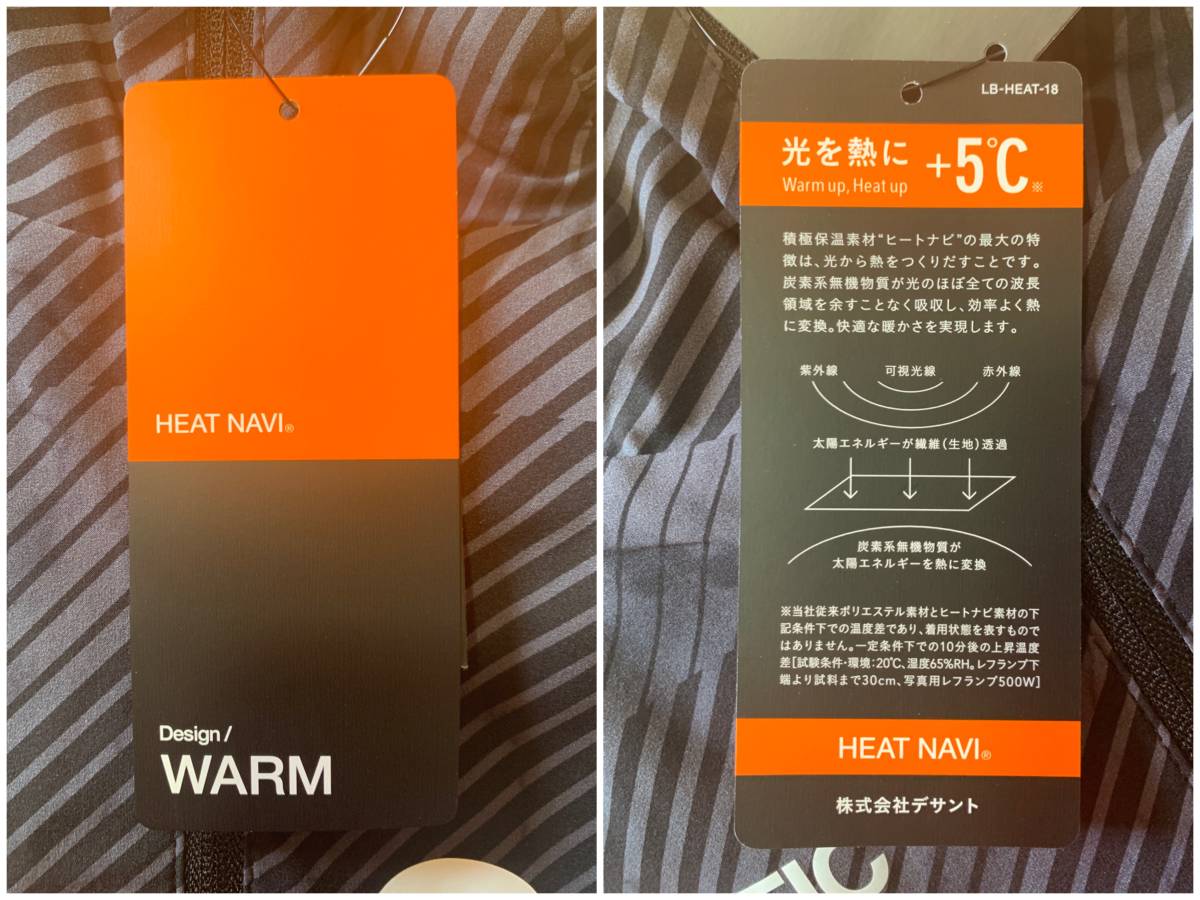 HEAT NAVI®
Design /
WARM
LB-HEAT-18
光を熱に +5℃※
Warm up, Heat up
積極保温素材"ヒートナビ"の最大の特
徴は、光から熱をつくりだすことです。
炭素系無機物質が光のほぼ全ての波長
領域を余すことなく吸収し、効率よく熱
に変換。快適な暖かさを実現します。
紫外線 可視光線 赤外線
太陽エネルギーが繊維(生地)透過
炭素系無機物質が
太陽エネルギーを熱に変換
※当社従来ポリエステル素材とヒートナビ素材の下
記条件下での温度差であり、着用状態を表すもので
はありません。一定条件下での10分後の上昇温度
差[試験条件・環境:20℃、湿度65%RH。レフランプ下
端より試料まで30cm、写真用レフランプ500W]
HEAT NAVI®
株式会社デサント
TIC